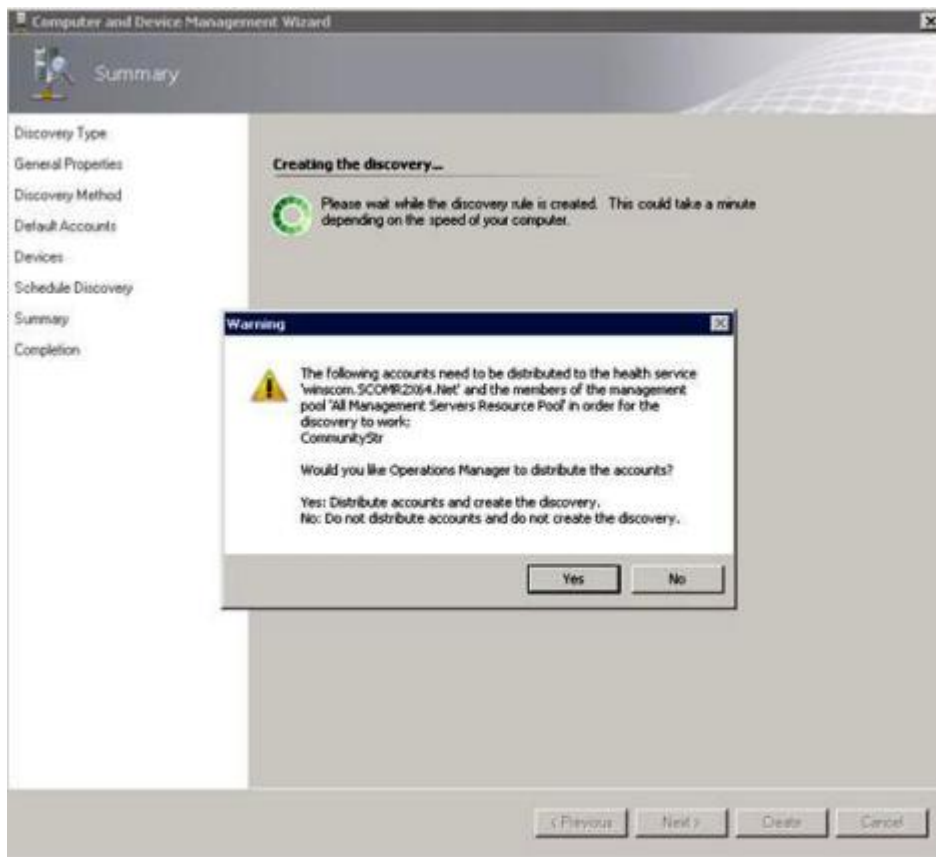 Computer and Device Management Wizard
Summary
Discovery Type
General Properties
Discovery Method
Default Accounts
Devices
Schedule Discovery
Summary
Completion
Creating the discovery...
Please wait while the discovery rule is created. This could take a minute
depending on the speed of your computer.
Warning
The following accounts need to be distributed to the health service
'winscom.SCOMR2X64.Net' and the members of the management
pool 'All Management Servers Resource Pool' in order for the
discovery to work:
CommunityStr
Would you like Operations Manager to distribute the accounts?
Yes: Distribute accounts and create the discovery.
No: Do not distribute accounts and do not create the discovery.
Yes
No
< Previous
Next >
Create
Cancel